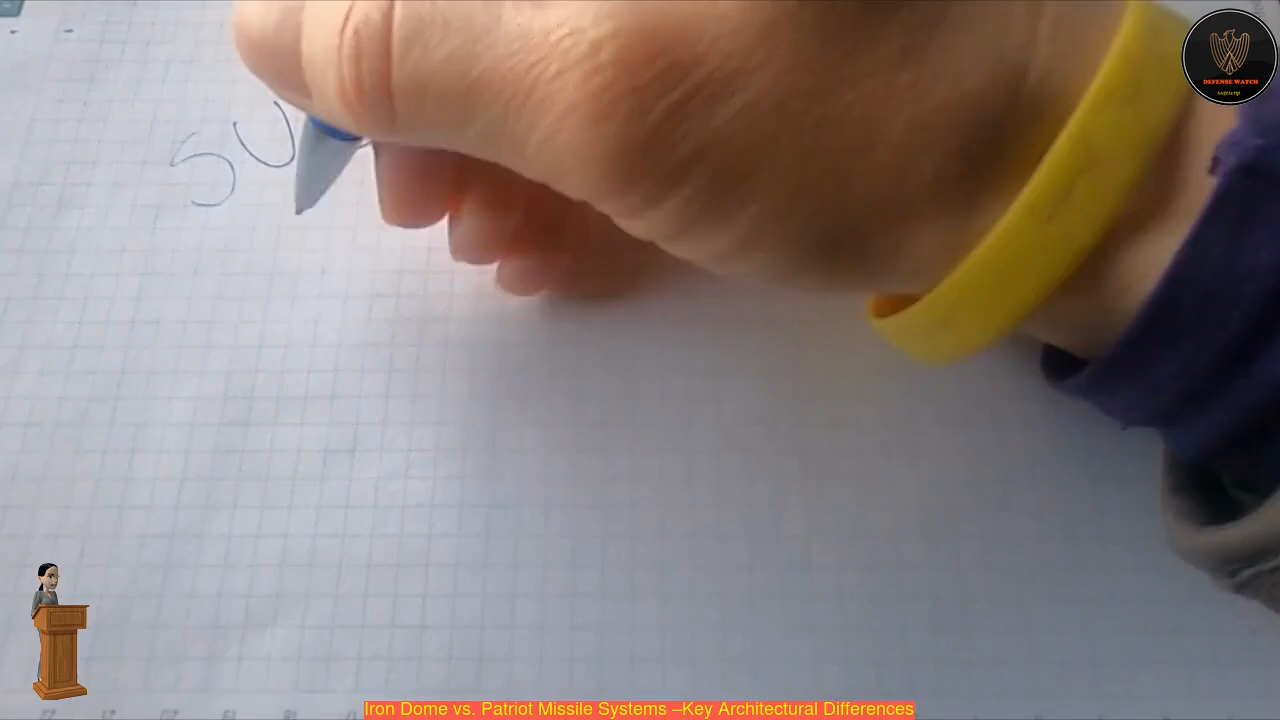 DEFENSE WATCH
SU
Iron Dome vs. Patriot Missile Systems –Key Architectural Differences